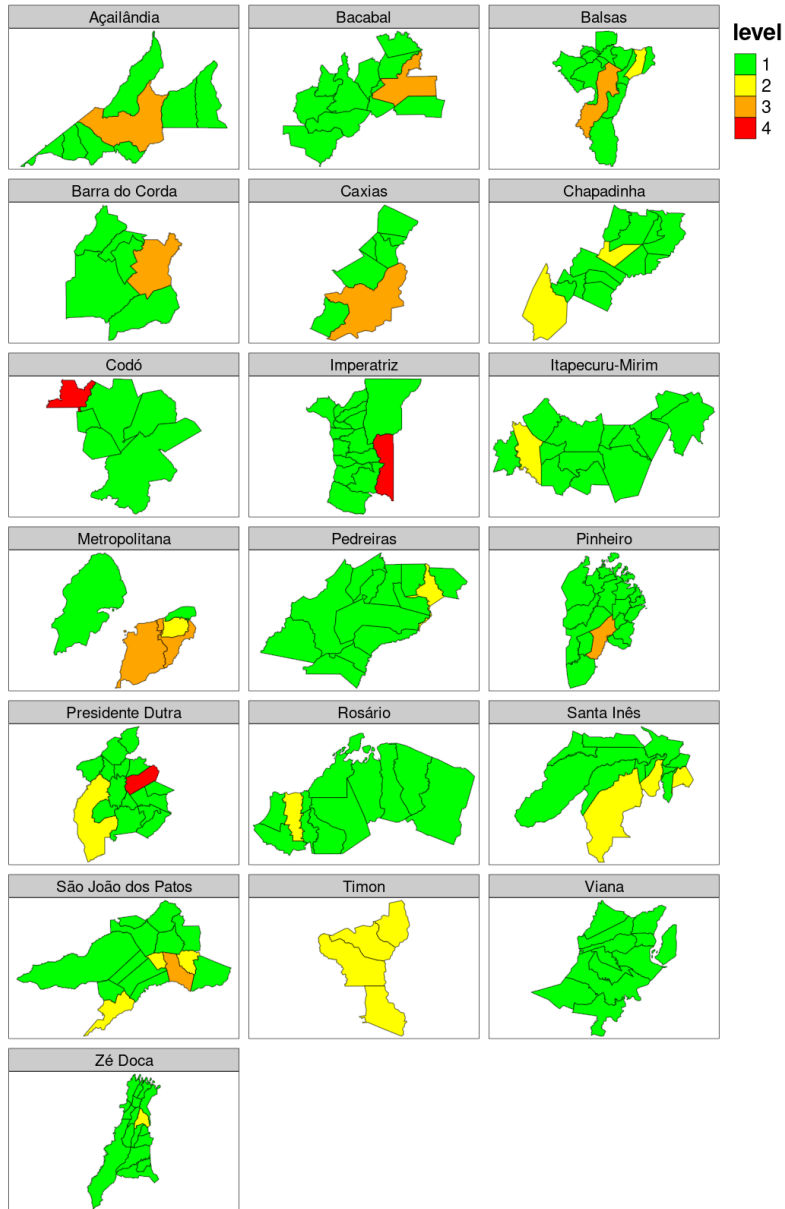 Açailândia
Bacabal
Balsas
level
1
2
3
4
Barra do Corda
Caxias
Chapadinha
Codó
Imperatriz
Itapecuru-Mirim
Metropolitana
Pedreiras
Pinheiro
Presidente Dutra
Rosário
Santa Inês
São João dos Patos
Timon
Viana
Zé Doca